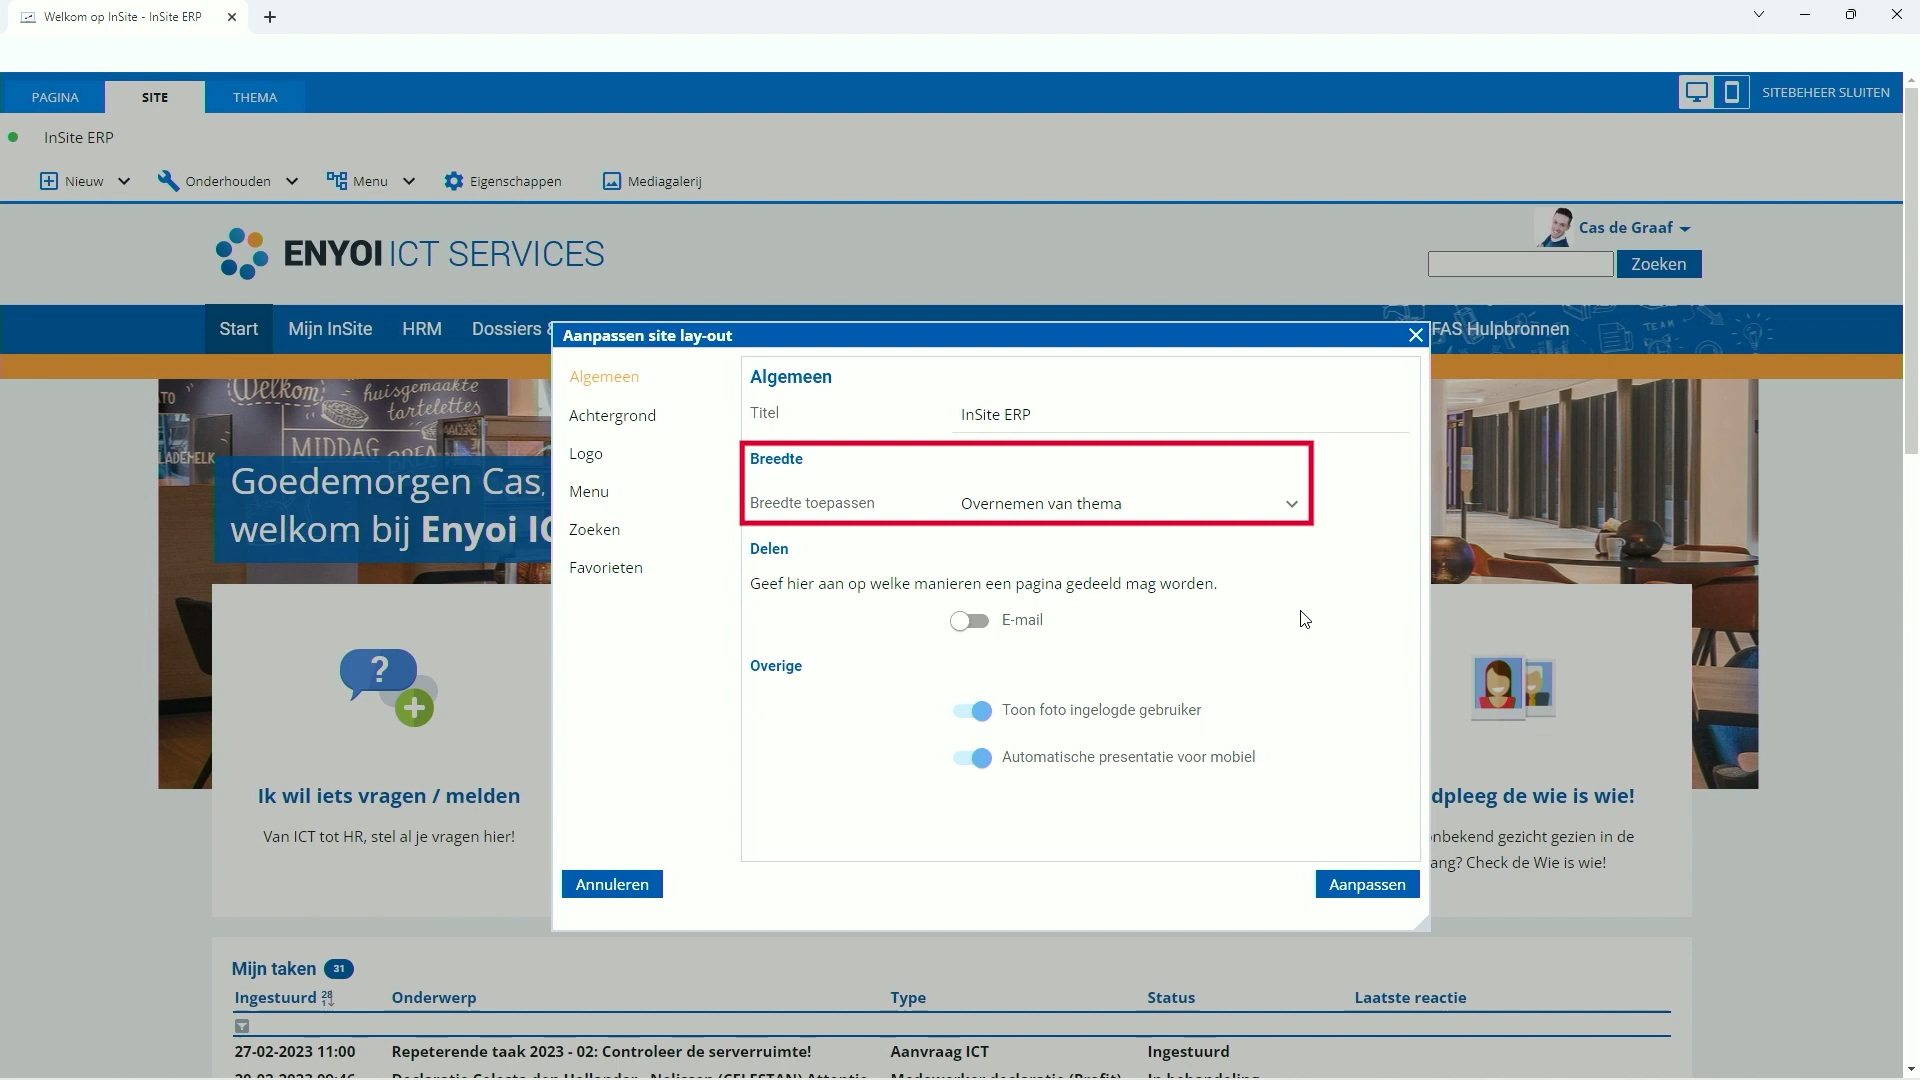 Welkom op InSite - InSite ERP
PAGINA
SITE
THEMA
SITEBEHEER SLUITEN
InSite ERP
Nieuw
Onderhouden
Menu
Eigenschappen
Mediagalerij
ENYOI ICT SERVICES
Cas de Graaf
Zoeken
Start
Mijn InSite
HRM
Dossiers &
FAS Hulpbronnen
TEAM
Welkom
huisgemaakte
tartelettes
MIDDAG
Goedemorgen Cas,
welkom bij Enyoi IC
Aanpassen site lay-out
Algemeen
Achtergrond
Logo
Menu
Zoeken
Favorieten
Algemeen
Titel
InSite ERP
Breedte
Breedte toepassen
Overnemen van thema
Delen
Geef hier aan op welke manieren een pagina gedeeld mag worden.
E-mail
Overige
Toon foto ingelogde gebruiker
Automatische presentatie voor mobiel
Annuleren
Aanpassen
?
Ik wil iets vragen / melden
Van ICT tot HR, stel al je vragen hier!
dpleeg de wie is wie!
nbekend gezicht gezien in de
ang? Check de Wie is wie!
Mijn taken 31
Ingestuurd Onderwerp Type Status Laatste reactie
27-02-2023 11:00 Repeterende taak 2023 - 02: Controleer de serverruimte! Aanvraag ICT Ingestuurd